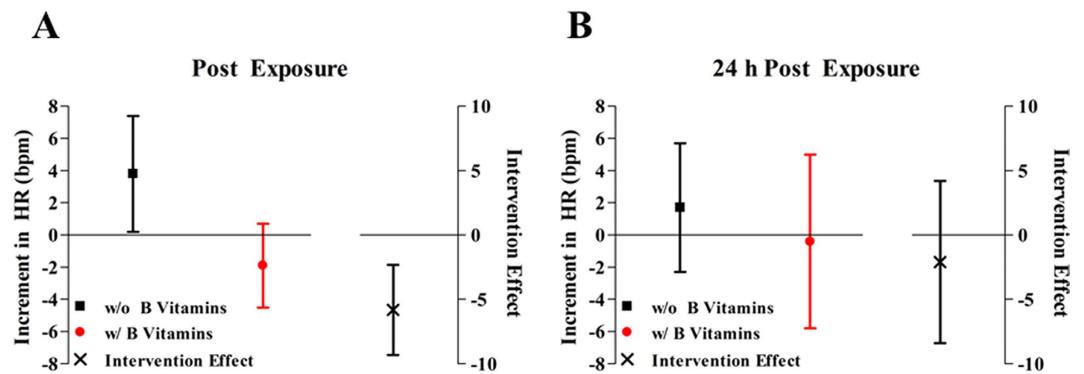 A
Post Exposure
Increment in HR (bpm)
8
6
4
2
0
-2
-4
-6
-8
w/o B Vitamins
w/ B Vitamins
Intervention Effect
10
5
0
-5
-10
Intervention Effect
B
24 h Post Exposure
Increment in HR (bpm)
8
6
4
2
0
-2
-4
-6
-8
w/o B Vitamins
w/ B Vitamins
Intervention Effect
10
5
0
-5
-10
Intervention Effect